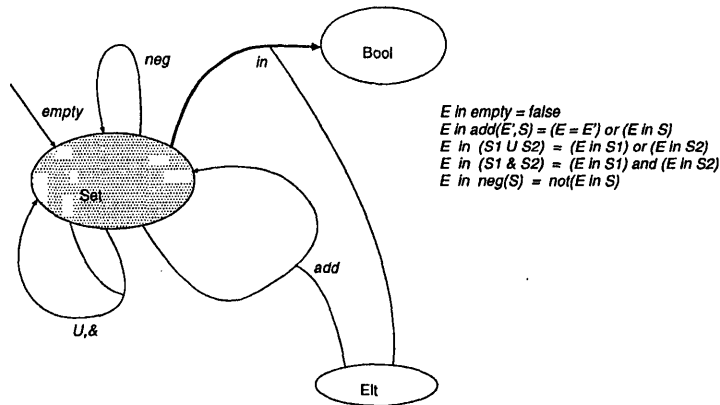 neg
in
Bool
empty
E in empty = false
E in add(E',S) = (E = E') or (E in S)
E in (S1 U S2) = (E in S1) or (E in S2)
E in (S1 & S2) = (E in S1) and (E in S2)
E in neg(S) = not(E in S)
Set
add
U,&
Elt